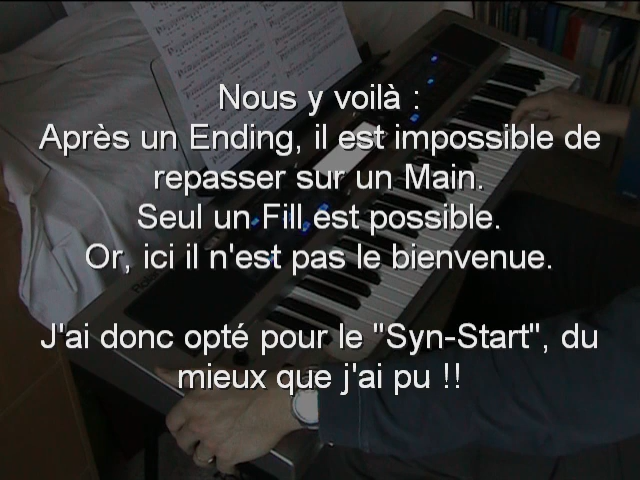 Nous y voilà :
Après un Ending, il est impossible de
repasser sur un Main.
Seul un Fill est possible.
Or, ici il n'est pas le bienvenue.
J'ai donc opté pour le "Syn-Start", du
mieux que j'ai pu !!
Roland